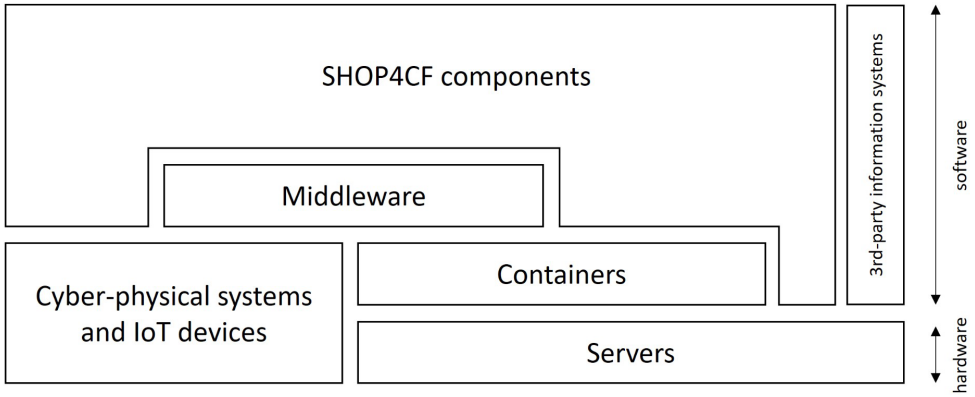 SHOP4CF components
3rd-party information systems
software
Middleware
Containers
Cyber-physical systems
and IoT devices
Servers
hardware